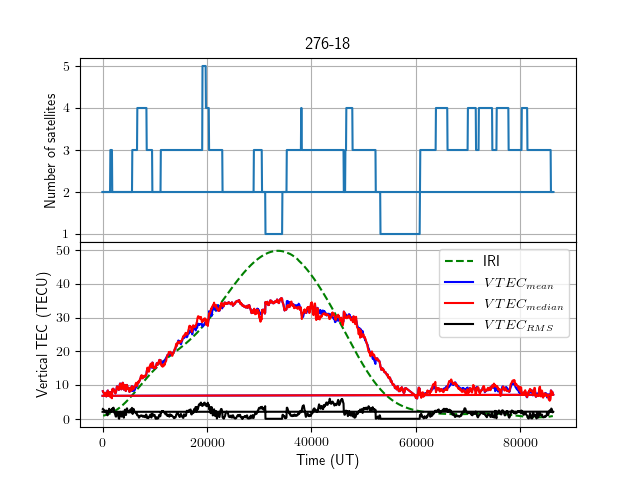 276-18
Number of satellites
5
4
3
2
1
Vertical TEC (TECU)
50
40
30
20
10
0
IRI
VTEC_mean
VTEC_median
VTEC_RMS
0 20000 40000 60000 80000
Time (UT)